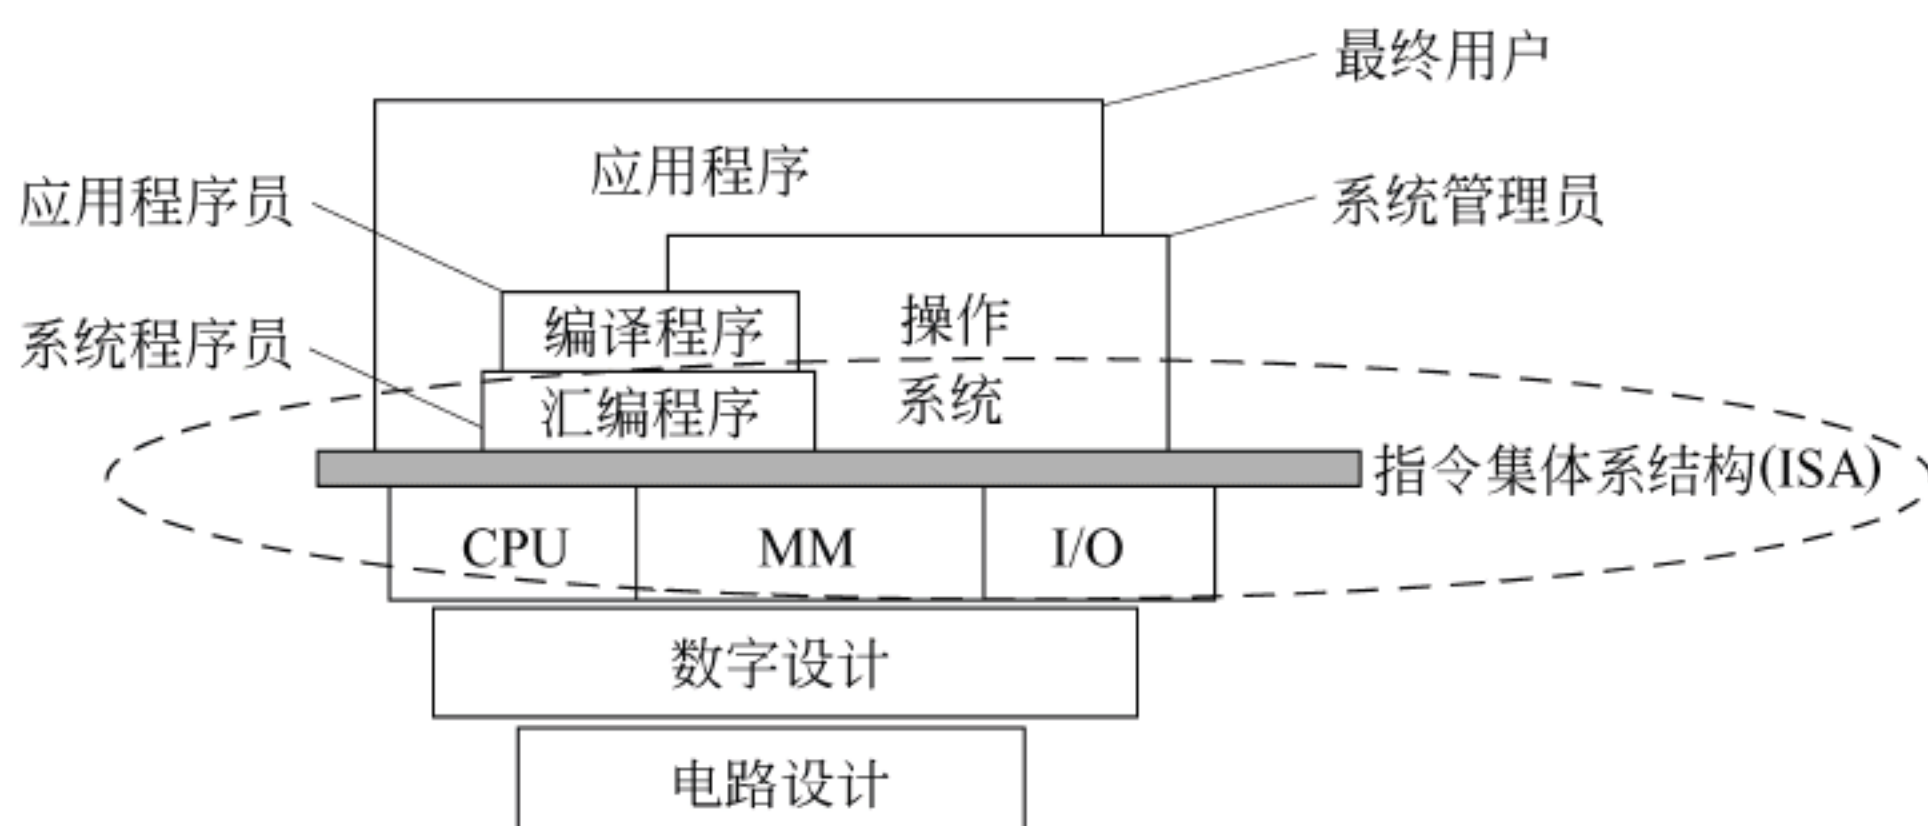 最终用户
应用程序
应用程序员
系统管理员
操作
编译程序
系统程序员
系统
汇编程序
指令集体系结构(ISA)
CPU
MM
I/O
数字设计
电路设计